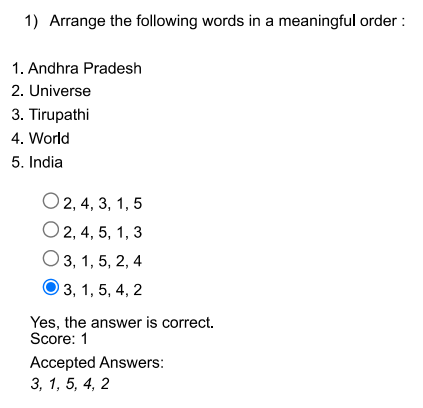 1) Arrange the following words in a meaningful order :
1. Andhra Pradesh
2. Universe
3. Tirupathi
4. World
5. India
2, 4, 3, 1, 5
2, 4, 5, 1, 3
3, 1, 5, 2, 4
3, 1, 5, 4, 2
Yes, the answer is correct.
Score: 1
Accepted Answers:
3, 1, 5, 4, 2